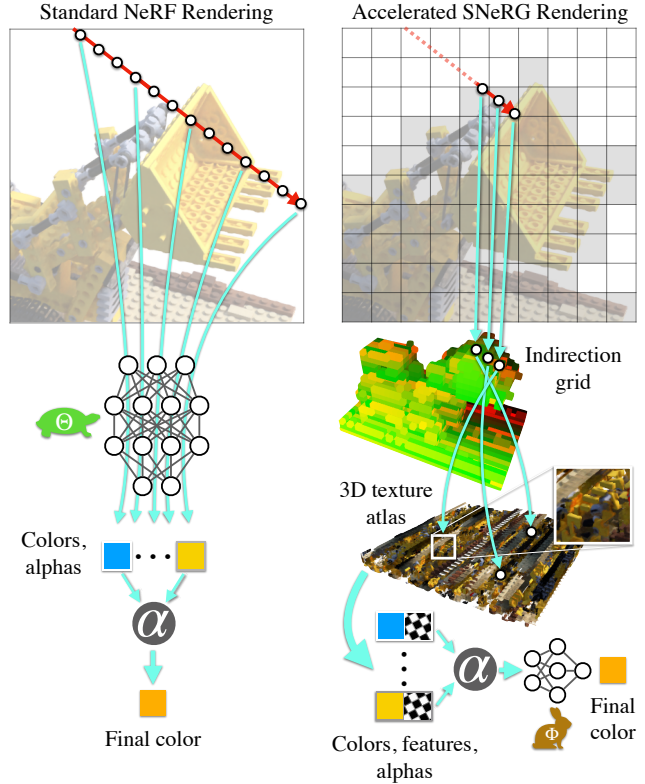 Standard NeRF Rendering
Θ
Colors,
alphas
α
Final color
Accelerated SNeRG Rendering
Indirection
grid
3D texture
atlas
α
Φ
Final
color
Colors, features,
alphas